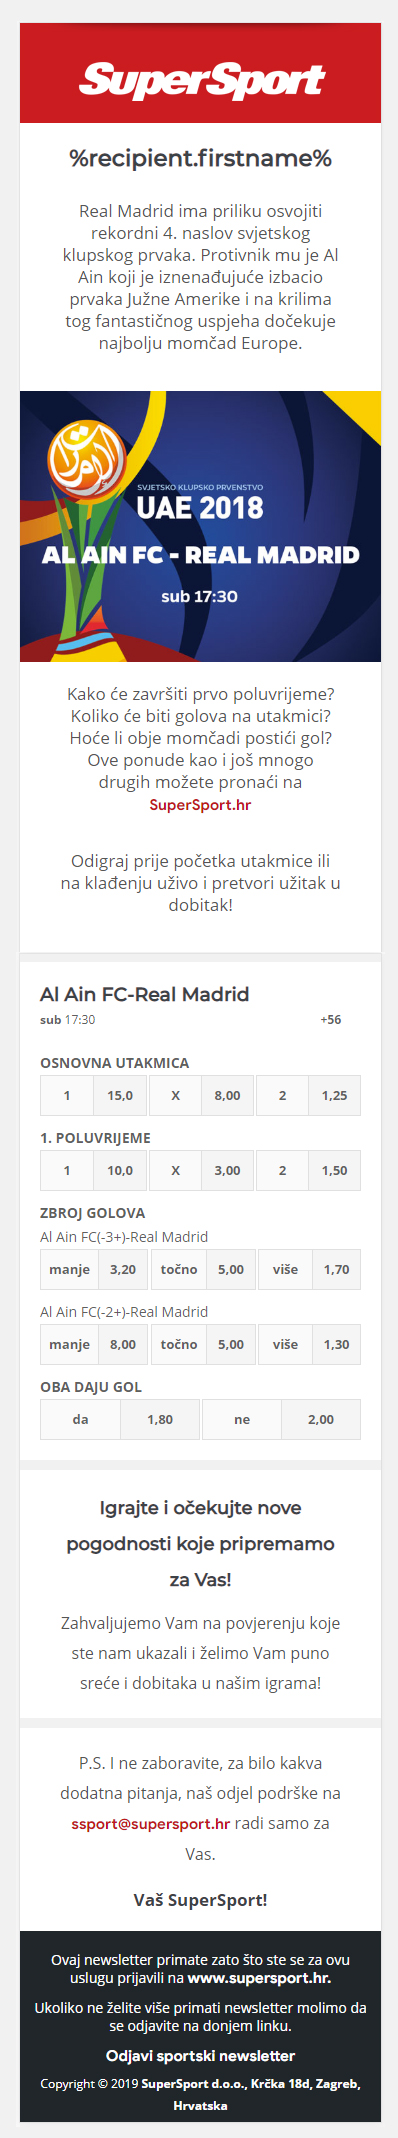 SuperSport
%recipient.firstname%
Real Madrid ima priliku osvojiti
rekordni 4. naslov svjetskog
klupskog prvaka. Protivnik mu je Al
Ain koji je iznenađujuće izbacio
prvaka Južne Amerike i na krilima
tog fantastičnog uspjeha dočekuje
najbolju momčad Europe.
SVJETSKO KLUPSKO PRVENSTVO
UAE 2018
AL AIN FC - REAL MADRID
sub 17:30
Kako će završiti prvo poluvrijeme?
Koliko će biti golova na utakmici?
Hoće li obje momčadi postići gol?
Ove ponude kao i još mnogo
drugih možete pronaći na
SuperSport.hr
Odigraj prije početka utakmice ili
na klađenju uživo i pretvori užitak u
dobitak!
Al Ain FC-Real Madrid
sub 17:30 +56
OSNOVNA UTAKMICA
1 15,0 X 8,00 2 1,25
1. POLUVRIJEME
1 10,0 X 3,00 2 1,50
ZBROJ GOLOVA
Al Ain FC(-3+)-Real Madrid
manje 3,20 točno 5,00 više 1,70
Al Ain FC(-2+)-Real Madrid
manje 8,00 točno 5,00 više 1,30
OBA DAJU GOL
da 1,80 ne 2,00
Igrajte i očekujte nove
pogodnosti koje pripremamo
za Vas!
Zahvaljujemo Vam na povjerenju koje
ste nam ukazali i želimo Vam puno
sreće i dobitaka u našim igrama!
P.S. I ne zaboravite, za bilo kakva
dodatna pitanja, naš odjel podrške na
ssport@supersport.hr radi samo za
Vas.
Vaš SuperSport!
Ovaj newsletter primate zato što ste se za ovu
uslugu prijavili na www.supersport.hr.
Ukoliko ne želite više primati newsletter molimo da
se odjavite na donjem linku.
Odjavi sportski newsletter
Copyright © 2019 SuperSport d.o.o., Krčka 18d, Zagreb,
Hrvatska